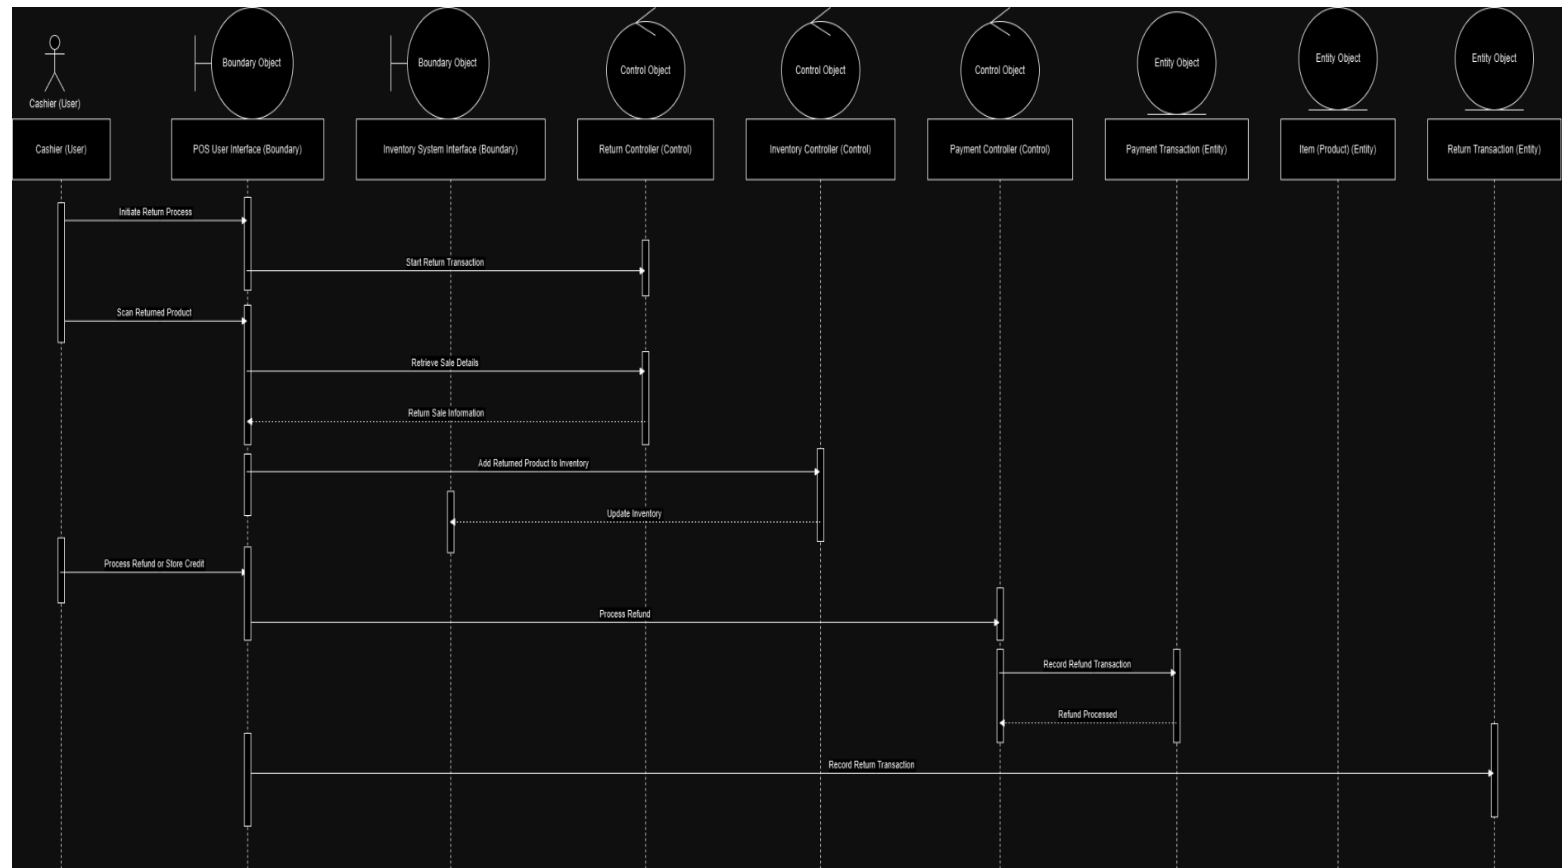 Boundary Object
Boundary Object
Control Object
Control Object
Control Object
Entity Object
Entity Object
Entity Object
Cashier (User)
Cashier (User)
POS User Interface (Boundary)
Inventory System Interface (Boundary)
Return Controller (Control)
Inventory Controller (Control)
Payment Controller (Control)
Payment Transaction (Entity)
Item (Product) (Entity)
Return Transaction (Entity)
Initiate Return Process
Start Return Transaction
Scan Returned Product
Retrieve Sale Details
Return Sale Information
Add Returned Product to Inventory
Update Inventory
Process Refund or Store Credit
Process Refund
Record Refund Transaction
Refund Processed
Record Return Transaction